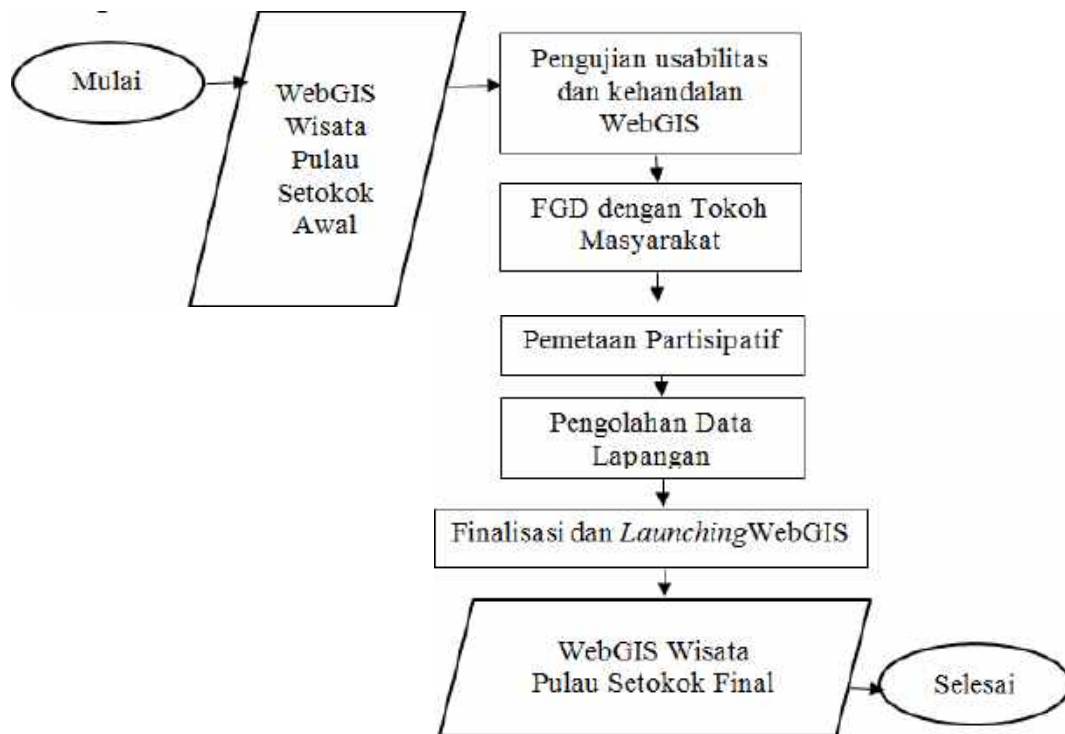 Mulai
WebGIS
Wisata
Pulau
Setokok
Awal
Pengujian usabilitas
dan kehandalan
WebGIS
FGD dengan Tokoh
Masyarakat
Pemetaan Partisipatif
Pengolahan Data
Lapangan
Finalisasi dan LaunchingWebGIS
WebGIS Wisata
Pulau Setokok Final
Selesai